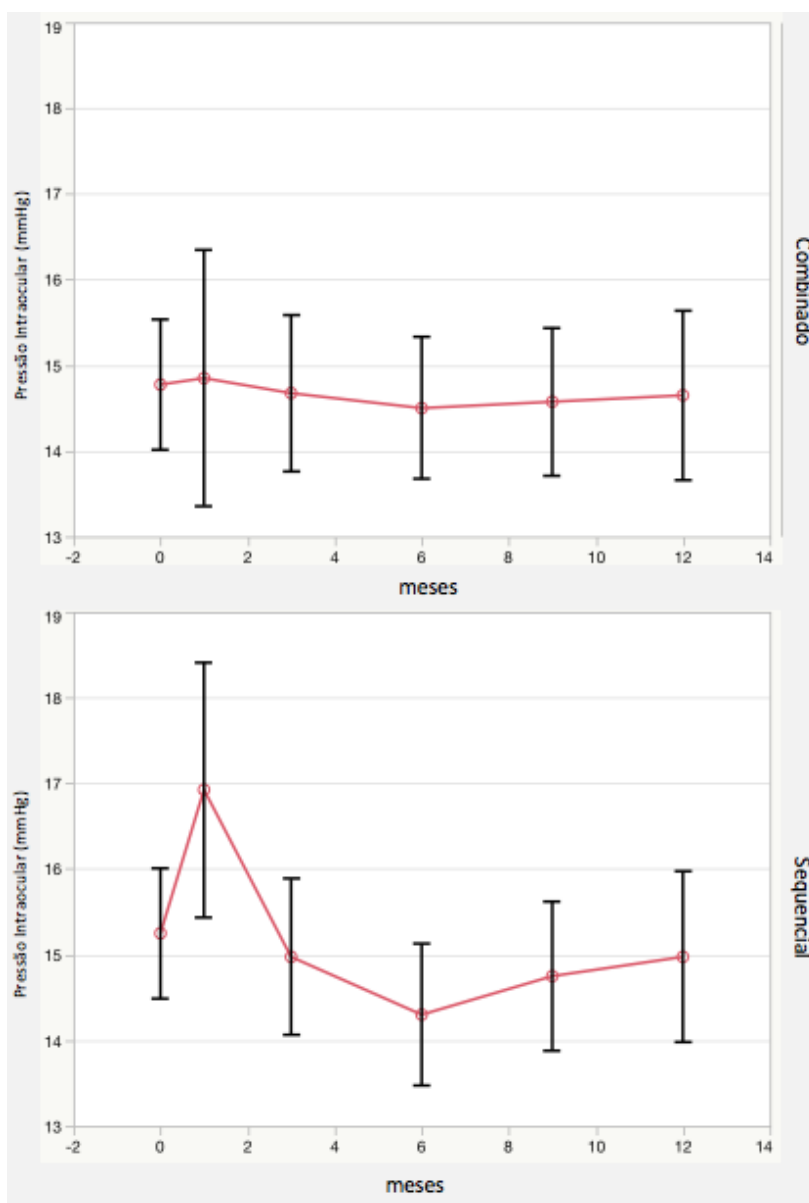 19
18
17
16
15
14
13
Pressão Intraocular (mmHg)
Combinado
-2 0 2 4 6 8 10 12 14
meses
19
18
17
16
15
14
13
Pressão Intraocular (mmHg)
Sequencial
-2 0 2 4 6 8 10 12 14
meses